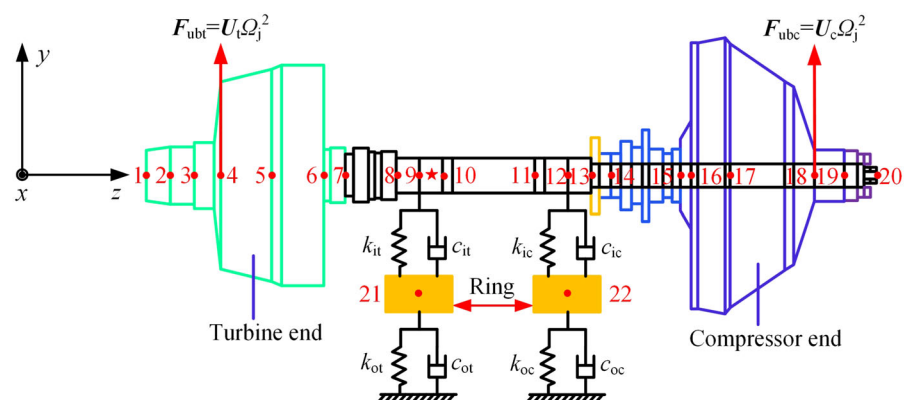 F_ubt=U_tΩ_j^2
F_ubc=U_cΩ_j^2
y
x
z
1 2 3 4 5 6 7 8 9 ★ 10 11 12 13 14 15 16 17 18 19 20
k_it c_it k_ic c_ic
21 Ring 22
Turbine end
Compressor end
k_ot c_ot k_oc c_oc